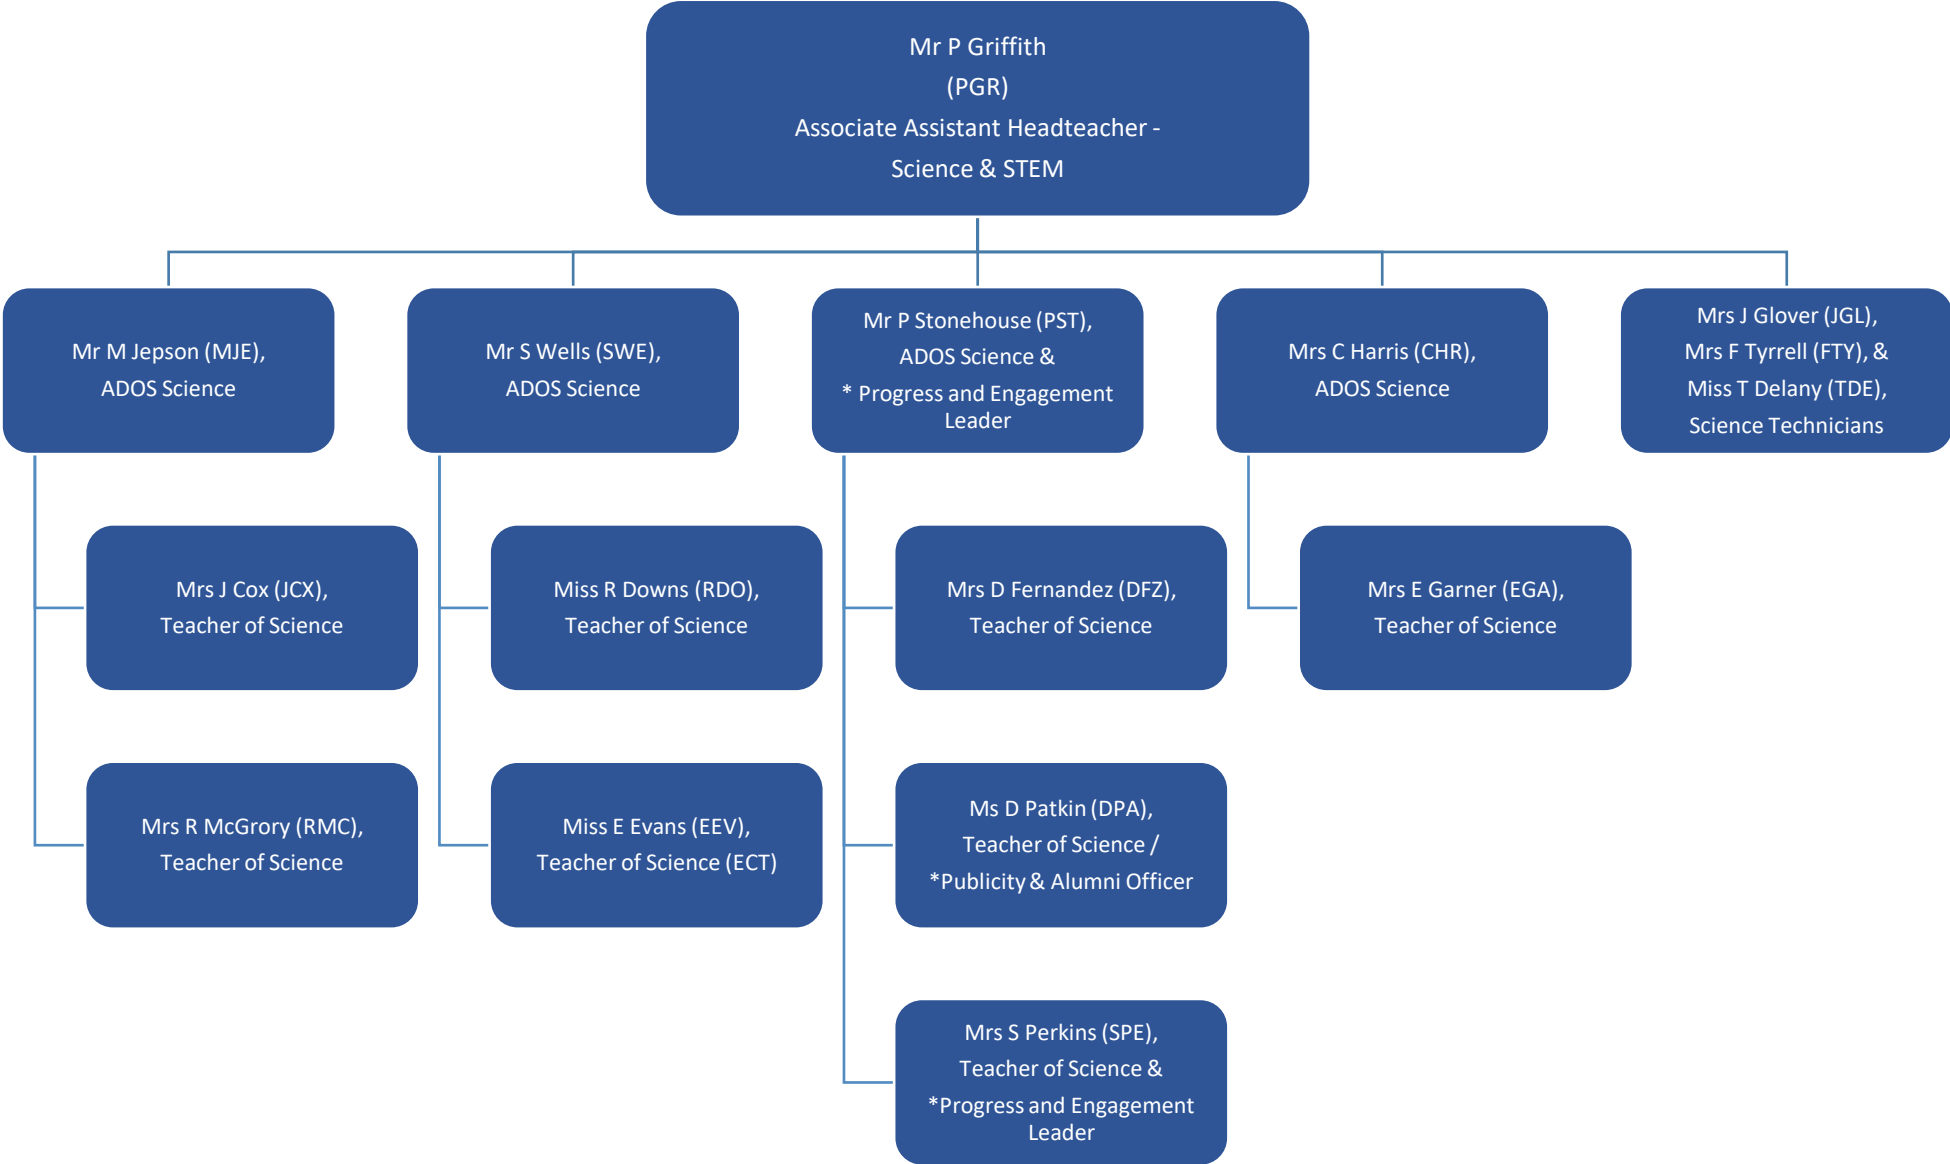 Mr P Griffith
(PGR)
Associate Assistant Headteacher -
Science & STEM
Mr M Jepson (MJE),
ADOS Science
Mr S Wells (SWE),
ADOS Science
Mr P Stonehouse (PST),
ADOS Science &
* Progress and Engagement
Leader
Mrs C Harris (CHR),
ADOS Science
Mrs J Glover (JGL),
Mrs F Tyrrell (FTY), &
Miss T Delany (TDE),
Science Technicians
Mrs J Cox (JCX),
Teacher of Science
Miss R Downs (RDO),
Teacher of Science
Mrs D Fernandez (DFZ),
Teacher of Science
Mrs E Garner (EGA),
Teacher of Science
Mrs R McGrory (RMC),
Teacher of Science
Miss E Evans (EEV),
Teacher of Science (ECT)
Ms D Patkin (DPA),
Teacher of Science /
*Publicity & Alumni Officer
Mrs S Perkins (SPE),
Teacher of Science &
*Progress and Engagement
Leader